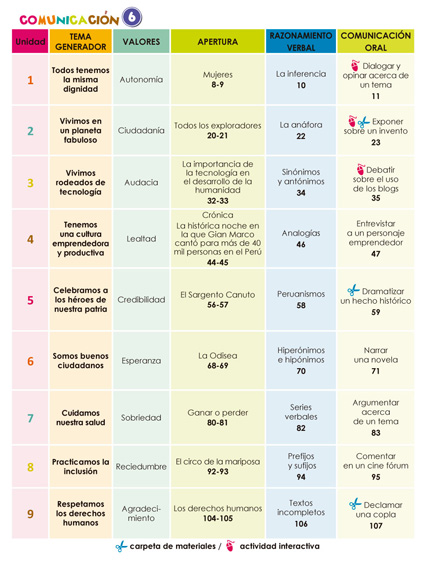 COMUNICACIÓN 6
Unidad
TEMA
GENERADOR
VALORES
APERTURA
RAZONAMIENTO
VERBAL
COMUNICACIÓN
ORAL
1
Todos tenemos
la misma
dignidad
Autonomía
Mujeres
8-9
La inferencia
10
Dialogar y
opinar acerca de
un tema
11
2
Vivimos en
un planeta
fabuloso
Ciudadanía
Todos los exploradores
20-21
La anáfora
22
Exponer
sobre un invento
23
3
Vivimos
rodeados de
tecnología
Audacia
La importancia de
la tecnología en
el desarrollo de la
humanidad
32-33
Sinónimos
y antónimos
34
Debatir
sobre el uso
de los blogs
35
4
Tenemos
una cultura
emprendedora
y productiva
Lealtad
Crónica
La histórica noche en
la que Gian Marco
cantó para más de 40
mil personas en el Perú
44-45
Analogías
46
Entrevistar
a un personaje
emprendedor
47
5
Celebramos a
los héroes de
nuestra patria
Credibilidad
El Sargento Canuto
56-57
Peruanismos
58
Dramatizar
un hecho histórico
59
6
Somos buenos
ciudadanos
Esperanza
La Odisea
68-69
Hiperónimos
e hipónimos
70
Narrar
una novela
71
7
Cuidamos
nuestra salud
Sobriedad
Ganar o perder
80-81
Series
verbales
82
Argumentar
acerca
de un tema
83
8
Practicamos la
inclusión
Reciedumbre
El circo de la mariposa
92-93
Prefijos
y sufijos
94
Comentar
en un cine fórum
95
9
Respetamos
los derechos
humanos
Agradeci-
miento
Los derechos humanos
104-105
Textos
incompletos
106
Declamar
una copla
107
carpeta de materiales / actividad interactiva